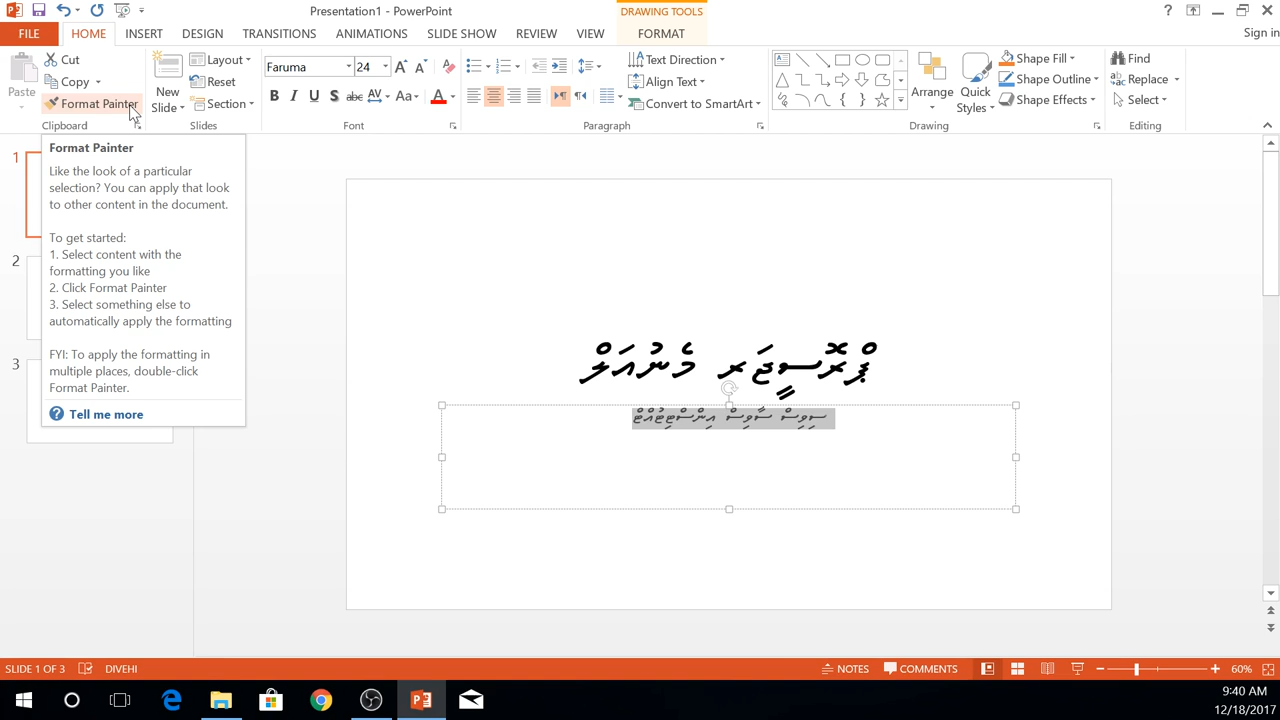 Presentation1 - PowerPoint
DRAWING TOOLS
FILE HOME INSERT DESIGN TRANSITIONS ANIMATIONS SLIDE SHOW REVIEW VIEW FORMAT Sign in
Paste Cut Copy Format Painter Clipboard
New Slide Layout Reset Section Slides
Faruma 24 B I U S abc AV Aa A Font
Text Direction Align Text Convert to SmartArt Paragraph
Arrange Quick Styles Shape Fill Shape Outline Shape Effects Drawing
Find Replace Select Editing
Format Painter
Like the look of a particular
selection? You can apply that look
to other content in the document.
To get started:
1. Select content with the
formatting you like
2. Click Format Painter
3. Select something else to
automatically apply the formatting
FYI: To apply the formatting in
multiple places, double-click
Format Painter.
Tell me more
1
2
3
ޕްރޮސީޖަރ މެނުއަލް
ސިވިސް ސާވިސް އިންސްޓިޓުއްޓް
SLIDE 1 OF 3 DIVEHI NOTES COMMENTS 60%
9:40 AM
12/18/2017